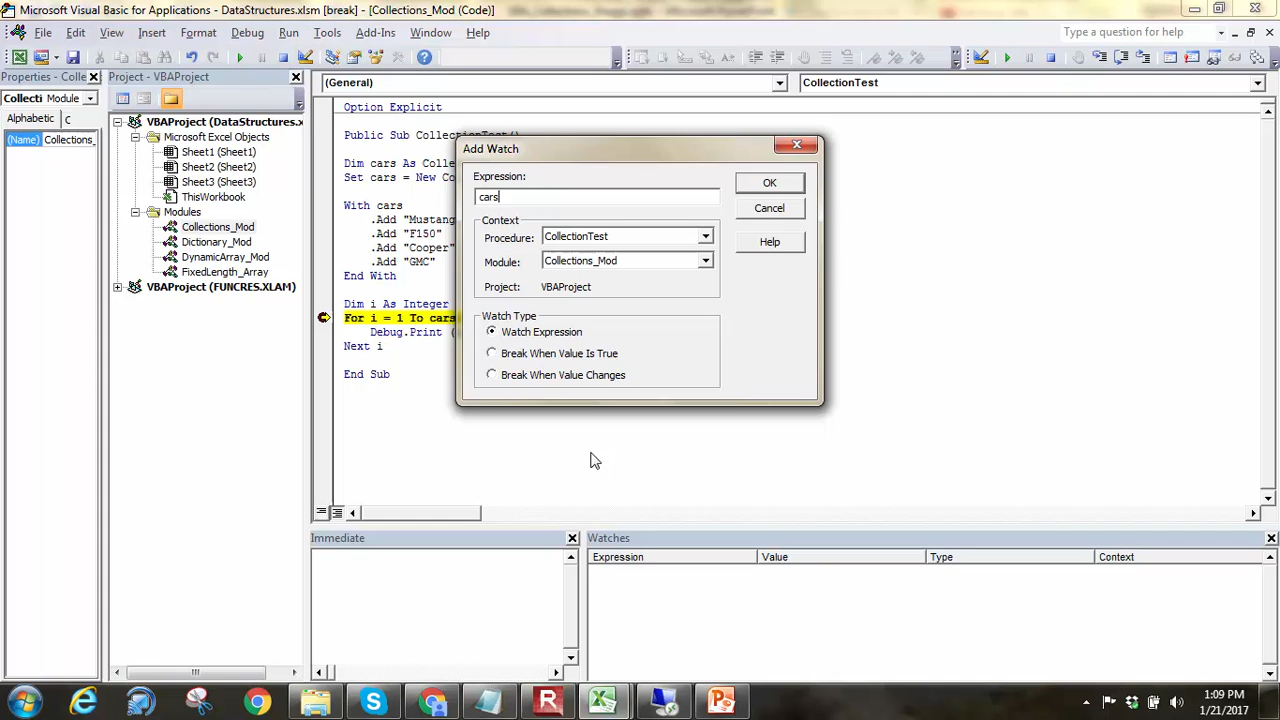 Microsoft Visual Basic for Applications - DataStructures.xlsm [break] - [Collections_Mod (Code)]
File Edit View Insert Format Debug Run Tools Add-Ins Window Help
Type a question for help
Properties - Colle
Project - VBAProject
(General)
CollectionTest
Collecti Module
Alphabetic C
(Name) Collections_
VBAProject (DataStructures.x
Microsoft Excel Objects
Sheet1 (Sheet1)
Sheet2 (Sheet2)
Sheet3 (Sheet3)
ThisWorkbook
Modules
Collections_Mod
Dictionary_Mod
DynamicArray_Mod
FixedLength_Array
VBAProject (FUNCRES.XLAM)
Option Explicit
Public Sub CollectionTest()
Dim cars As Colle
Set cars = New Co
With cars
.Add "Mustang
.Add "F150"
.Add "Cooper"
.Add "GMC"
End With
Dim i As Integer
For i = 1 To cars
Debug.Print (
Next i
End Sub
Add Watch
Expression:
cars
OK
Cancel
Help
Context
Procedure: CollectionTest
Module: Collections_Mod
Project: VBAProject
Watch Type
Watch Expression
Break When Value Is True
Break When Value Changes
Immediate
Watches
Expression Value Type Context
1:09 PM
1/21/2017